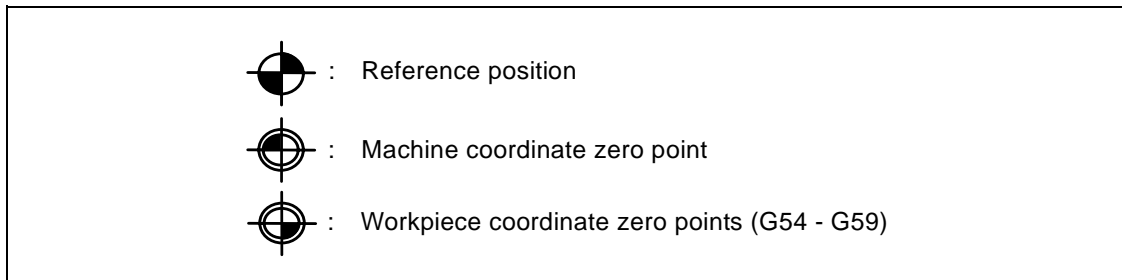 : Reference position
: Machine coordinate zero point
: Workpiece coordinate zero points (G54 - G59)